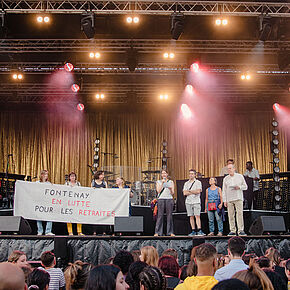 FONTENAY
EN LUTTE
POUR LES RETRAITES